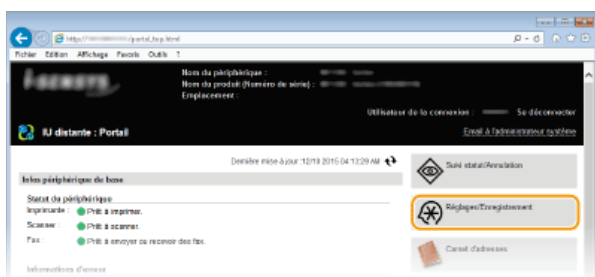 http:// /portal_top.html
Fichier Edition Affichage Favoris Outils ?
Nom du périphérique :
Nom du produit (Numéro de série) :
Emplacement :
Utilisateur de la connexion : Se déconnecter
IU distante : Portail
Email à l'administrateur système
Dernière mise à jour :12/18 2015 04:13:29 AM
Infos périphérique de base
Statut du périphérique
Imprimante : Prêt à imprimer.
Scanner : Prêt à scanner.
Fax : Prêt à envoyer ou recevoir des fax.
Informations d'erreur
Suivi statut/Annulation
Réglages/Enregistrement
Carnet d'adresses